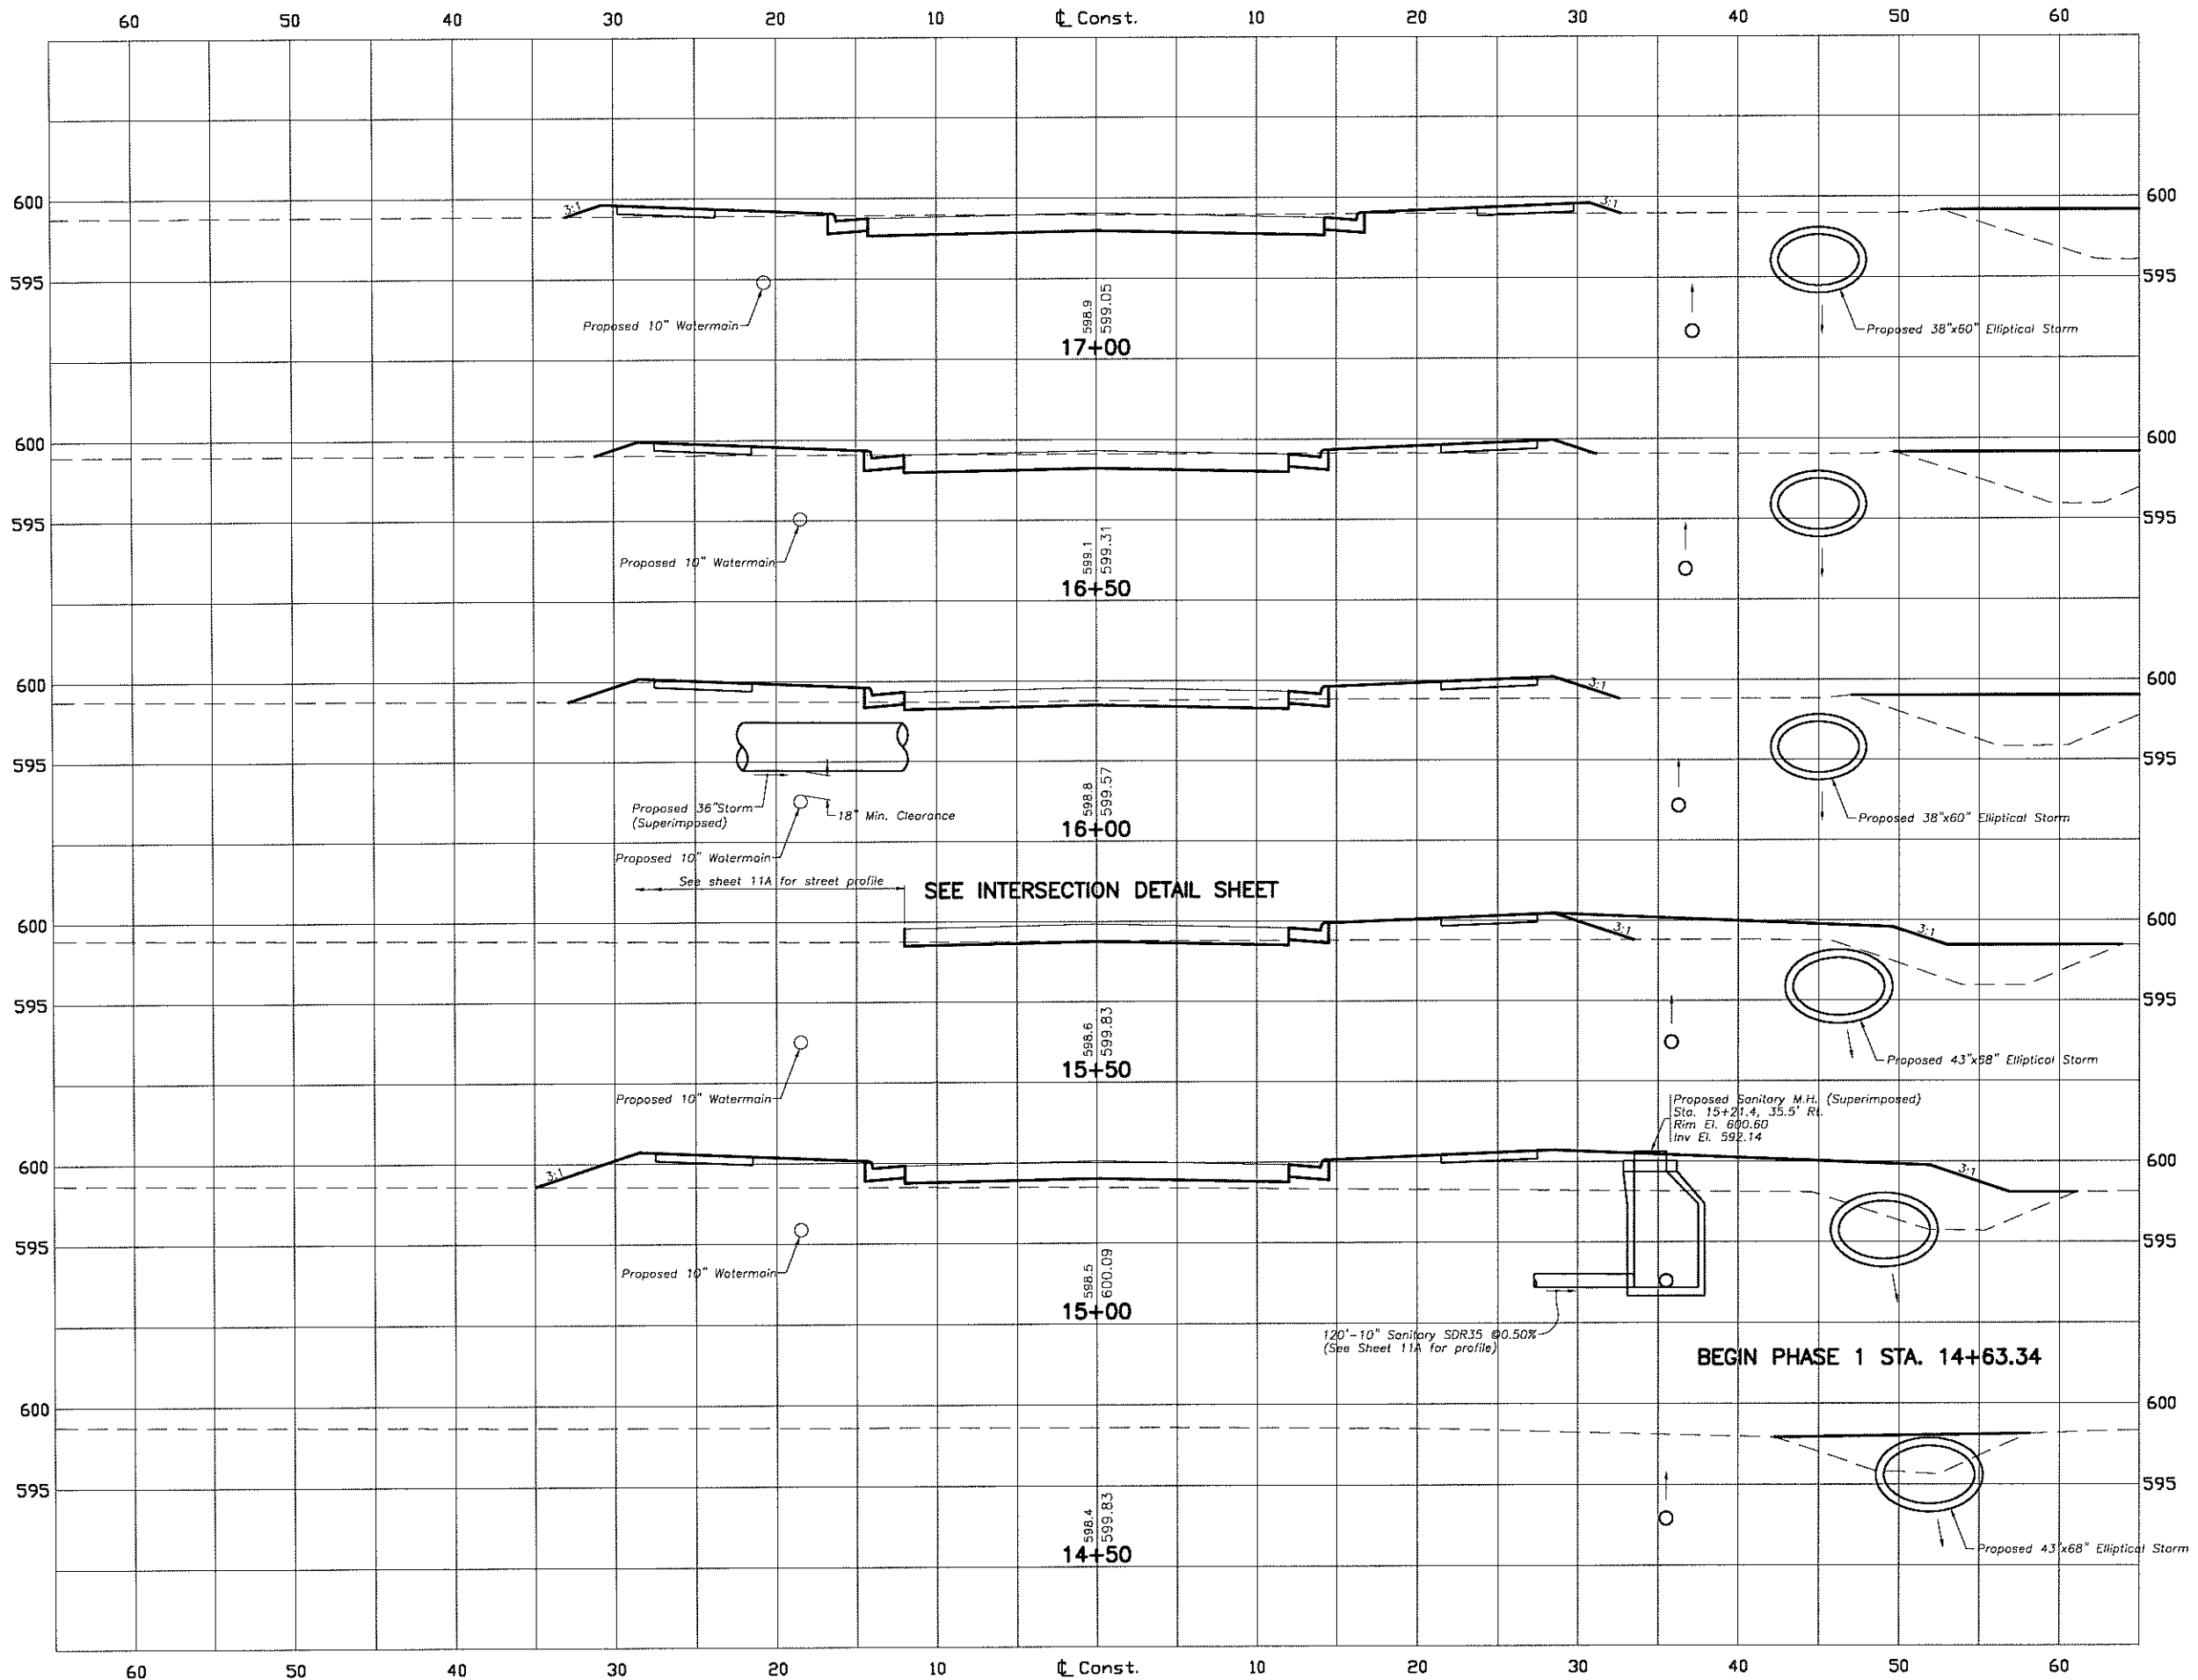 60 50 30 20 10 ℄ Const. 10 20 30 40 50 60
600 3:1 3:1 600
595 595
Proposed 10" Watermain
598.9
599.05
17+00
Proposed 38"x60" Elliptical Storm
600 600
595 595
Proposed 10" Watermain
599.1
599.31
16+50
600 3:1 600
595 595
Proposed 36"Storm
(Superimposed)
18" Min. Clearance
598.8
599.57
16+00
Proposed 38"x60" Elliptical Storm
Proposed 10" Watermain
See sheet 11A for street profile
SEE INTERSECTION DETAIL SHEET
600 3:1 3:1 600
595 595
598.6
599.83
15+50
Proposed 43"x68" Elliptical Storm
Proposed 10" Watermain
Proposed Sanitary M.H. (Superimposed)
Sta. 15+21.4, 35.5' Rt.
Rim El. 600.60
Inv El. 592.14
600 3:1 3:1 600
595 595
Proposed 10" Watermain
598.5
600.09
15+00
120'-10" Sanitary SDR35 @0.50%
(See Sheet 11A for profile)
BEGIN PHASE 1 STA. 14+63.34
600 600
595 595
598.4
599.83
14+50
Proposed 43"x68" Elliptical Storm
60 50 30 20 10 ℄ Const. 10 20 30 40 50 60